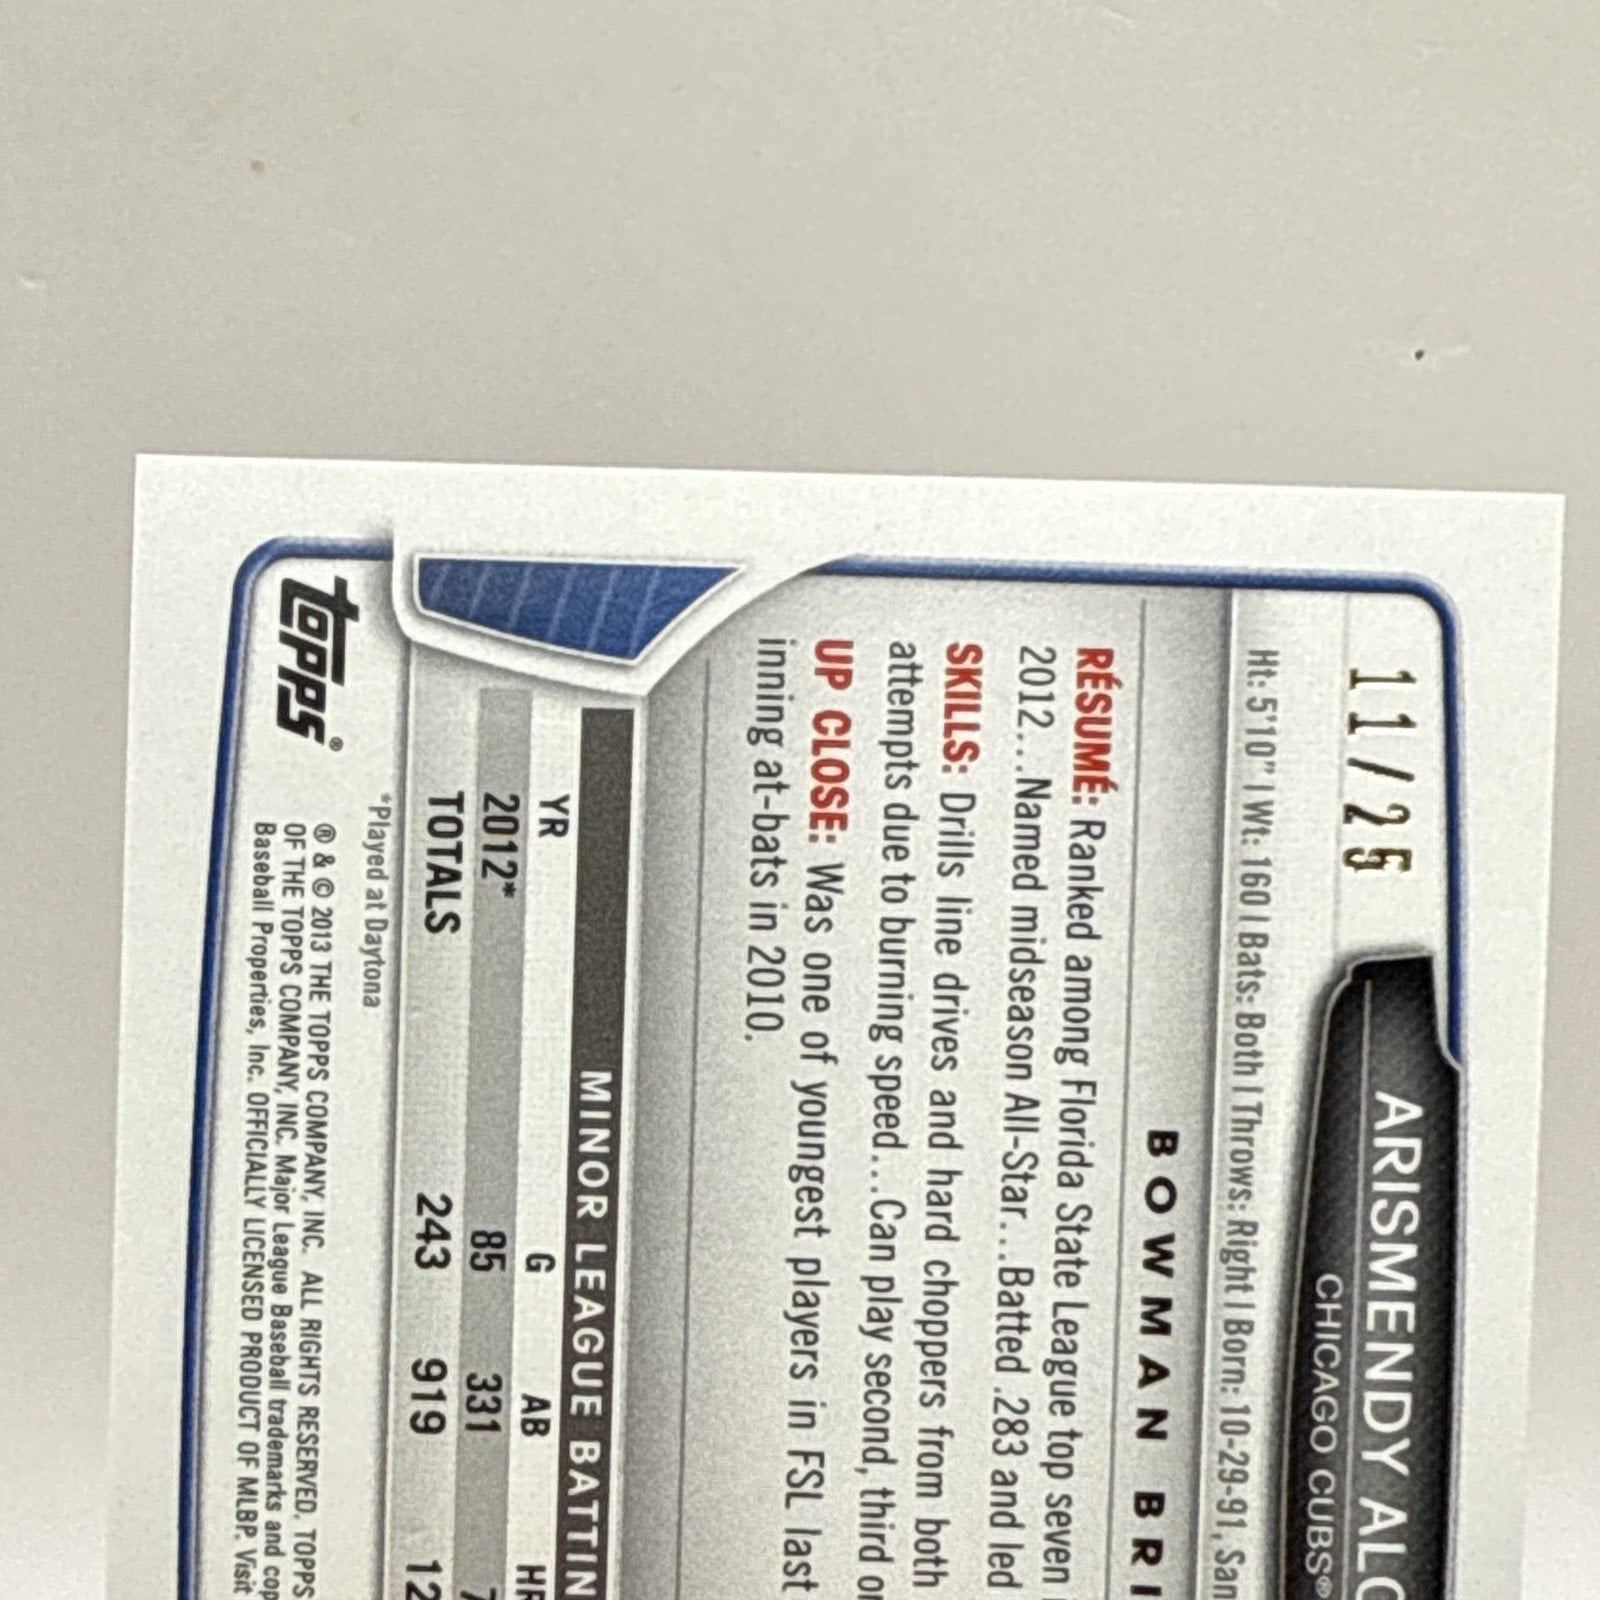 11/25
ARISMENDY ALC
CHICAGO CUBS®
Ht: 5'10" | Wt: 160 | Bats: Both | Throws: Right | Born: 10-29-91, San
BOWMAN BRI
RÉSUMÉ: Ranked among Florida State League top seven
2012...Named midseason All-Star...Batted .283 and led
SKILLS: Drills line drives and hard choppers from both
attempts due to burning speed...Can play second, third or
UP CLOSE: Was one of youngest players in FSL last
inning at-bats in 2010.
MINOR LEAGUE BATTIN
YR G AB HR
2012* 85 331 7
TOTALS 243 919 12
*Played at Daytona
topps®
® & © 2013 THE TOPPS COMPANY, INC. ALL RIGHTS RESERVED. TOPPS
OF THE TOPPS COMPANY, INC. Major League Baseball trademarks and cop
Baseball Properties, Inc. OFFICIALLY LICENSED PRODUCT OF MLBP. Visit